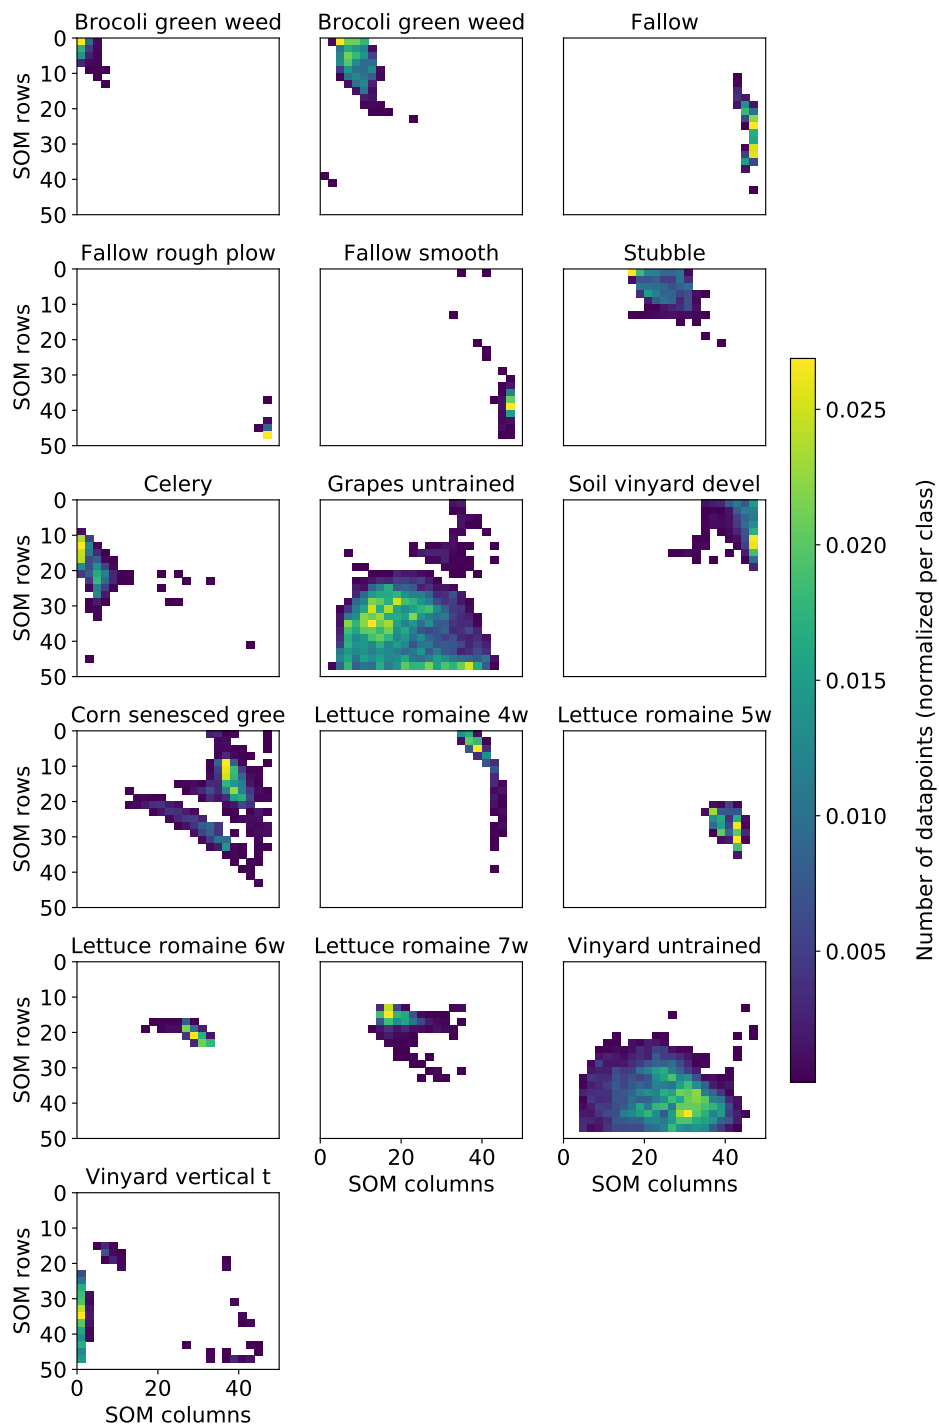 Brocoli green weed Brocoli green weed Fallow
0
10
20
30
40
50
SOM rows
Fallow rough plow Fallow smooth Stubble
0
10
20
30
40
50
SOM rows
Celery Grapes untrained Soil vinyard devel
0
10
20
30
40
50
SOM rows
Corn senesced gree Lettuce romaine 4w Lettuce romaine 5w
0
10
20
30
40
50
SOM rows
Lettuce romaine 6w Lettuce romaine 7w Vinyard untrained
0
10
20
30
40
50
SOM rows
0 20 40 0 20 40
SOM columns SOM columns
Vinyard vertical t
0
10
20
30
40
50
SOM rows
0 20 40
SOM columns
0.025
0.020
0.015
0.010
0.005
Number of datapoints (normalized per class)